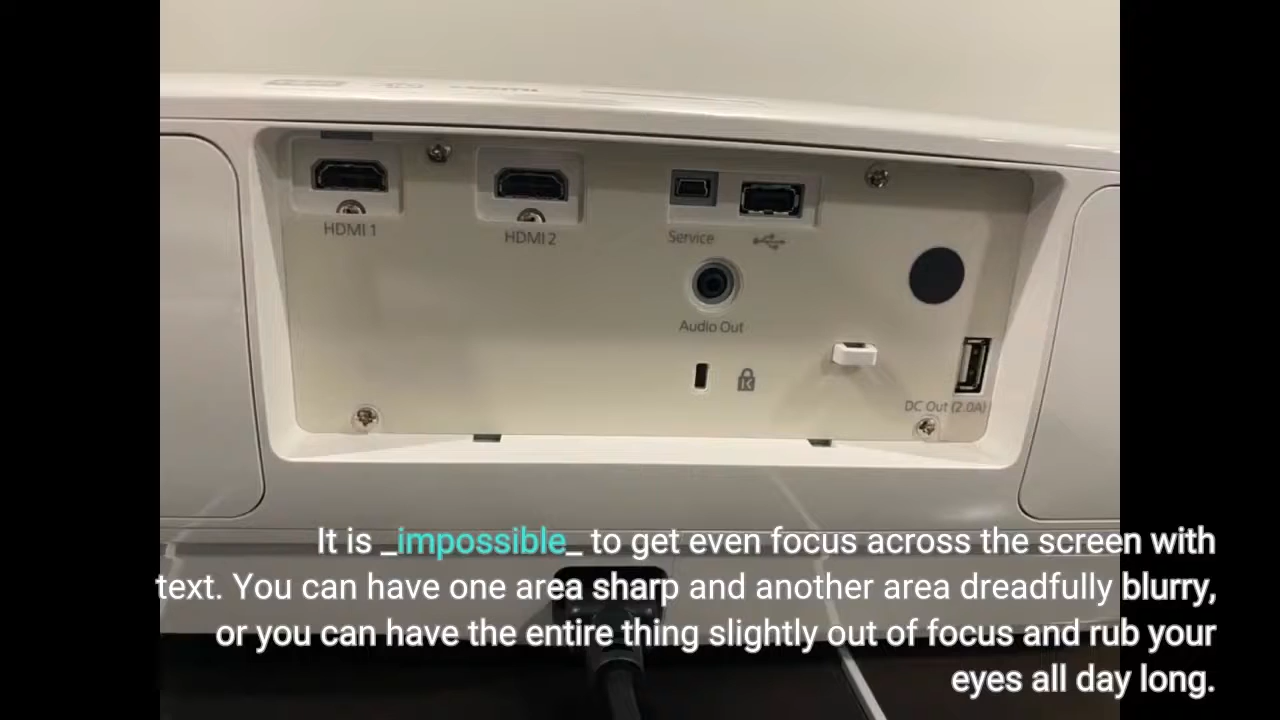 HDMI 1
HDMI 2
Service
Audio Out
K
DC Out (2.0A)
It is _impossible_ to get even focus across the screen with
text. You can have one area sharp and another area dreadfully blurry,
or you can have the entire thing slightly out of focus and rub your
eyes all day long.